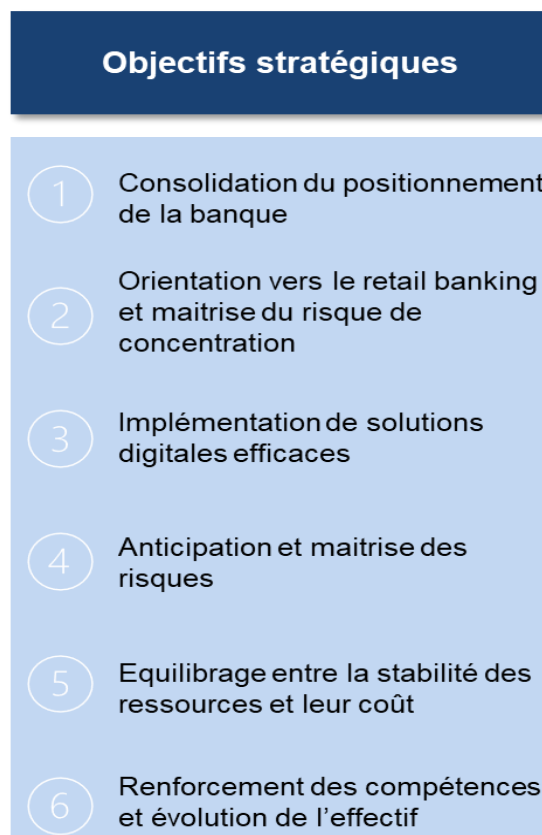 Objectifs stratégiques
1 Consolidation du positionnement
de la banque
2 Orientation vers le retail banking
et maitrise du risque de
concentration
3 Implémentation de solutions
digitales efficaces
4 Anticipation et maitrise des
risques
5 Equilibrage entre la stabilité des
ressources et leur coût
6 Renforcement des compétences
et évolution de l’effectif